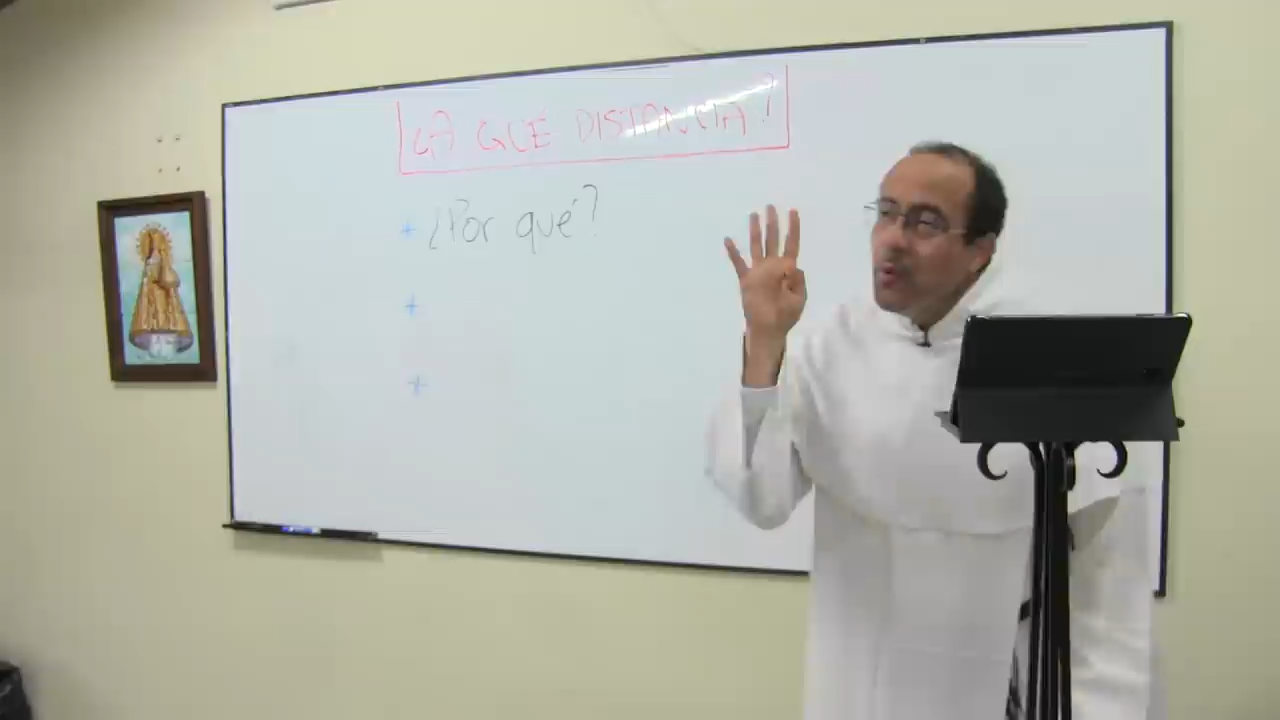 ¿A QUÉ DISTANCIA?
+ ¿Por qué?
+
+